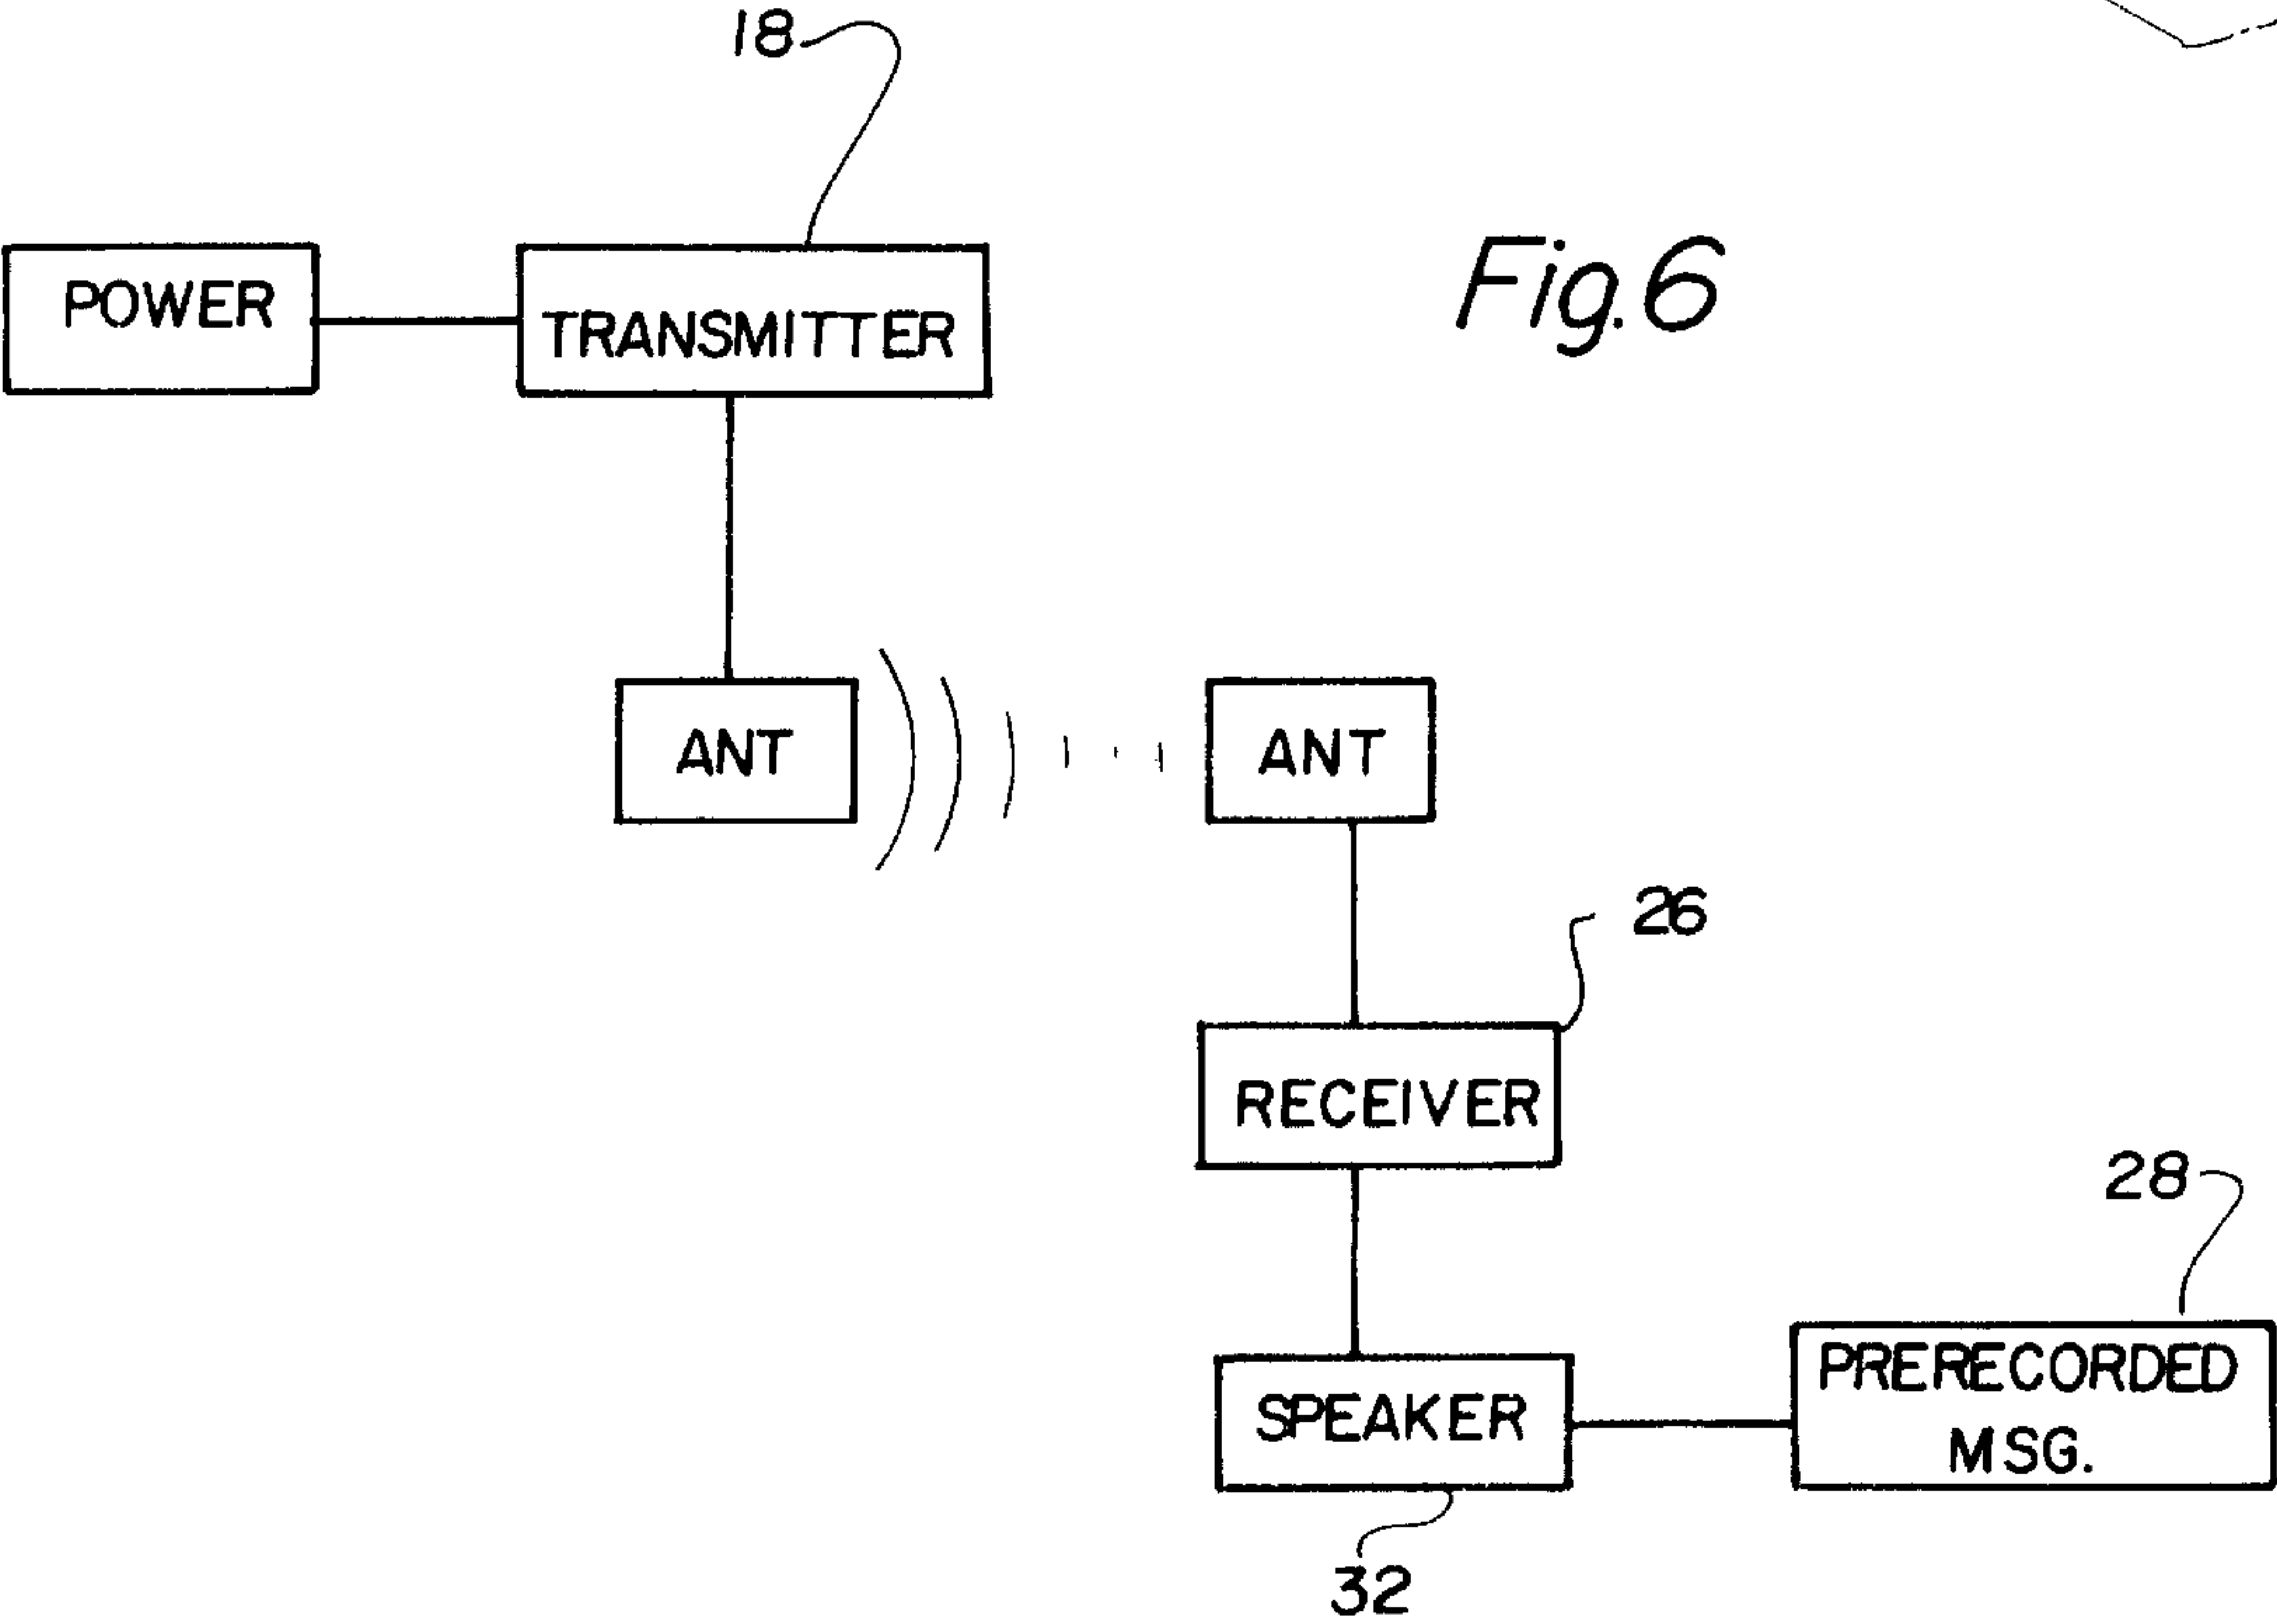 18
POWER
TRANSMITTER
Fig.6
ANT
ANT
26
RECEIVER
28
PRERECORDED
MSG.
SPEAKER
32